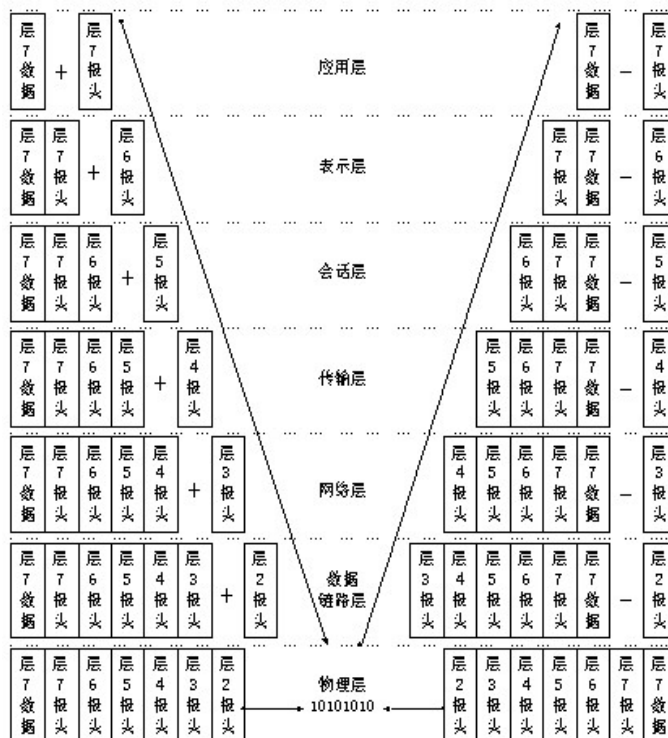 层7数据 + 层7报头 应用层 层7数据 − 层7报头
层7数据 层7报头 + 层6报头 表示层 层7报头 层7数据 − 层6报头
层7数据 层7报头 层6报头 + 层5报头 会话层 层6报头 层7报头 层7数据 − 层5报头
层7数据 层7报头 层6报头 层5报头 + 层4报头 传输层 层5报头 层6报头 层7报头 层7数据 − 层4报头
层7数据 层7报头 层6报头 层5报头 层4报头 + 层3报头 网络层 层4报头 层5报头 层6报头 层7报头 层7数据 − 层3报头
层7数据 层7报头 层6报头 层5报头 层4报头 层3报头 + 层2报头 数据链路层 层3报头 层4报头 层5报头 层6报头 层7报头 层7数据 − 层2报头
层7数据 层7报头 层6报头 层5报头 层4报头 层3报头 层2报头 物理层 10101010 层2报头 层3报头 层4报头 层5报头 层6报头 层7报头 层7数据